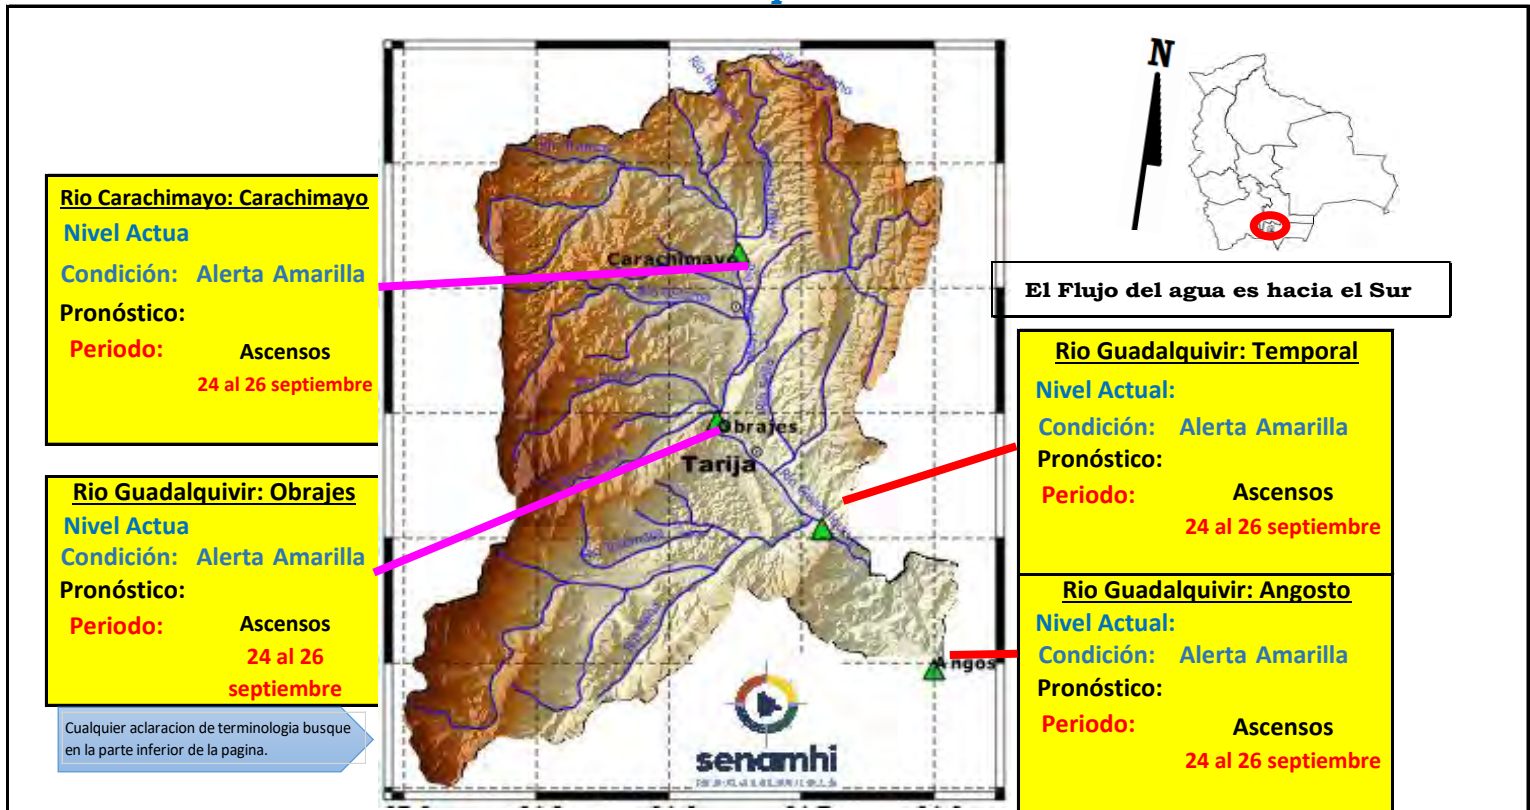 Rio Carachimayo: Carachimayo
Nivel Actua
Condición: Alerta Amarilla
Pronóstico:
Periodo: Ascensos
24 al 26 septiembre
Rio Guadalquivir: Obrajes
Nivel Actua
Condición: Alerta Amarilla
Pronóstico:
Periodo: Ascensos
24 al 26
septiembre
Cualquier aclaracion de terminologia busque
en la parte inferior de la pagina.
Carachimayo
Obrajes
Tarija
Angos
senamhi
N
El Flujo del agua es hacia el Sur
Rio Guadalquivir: Temporal
Nivel Actual:
Condición: Alerta Amarilla
Pronóstico:
Periodo: Ascensos
24 al 26 septiembre
Rio Guadalquivir: Angosto
Nivel Actual:
Condición: Alerta Amarilla
Pronóstico:
Periodo: Ascensos
24 al 26 septiembre